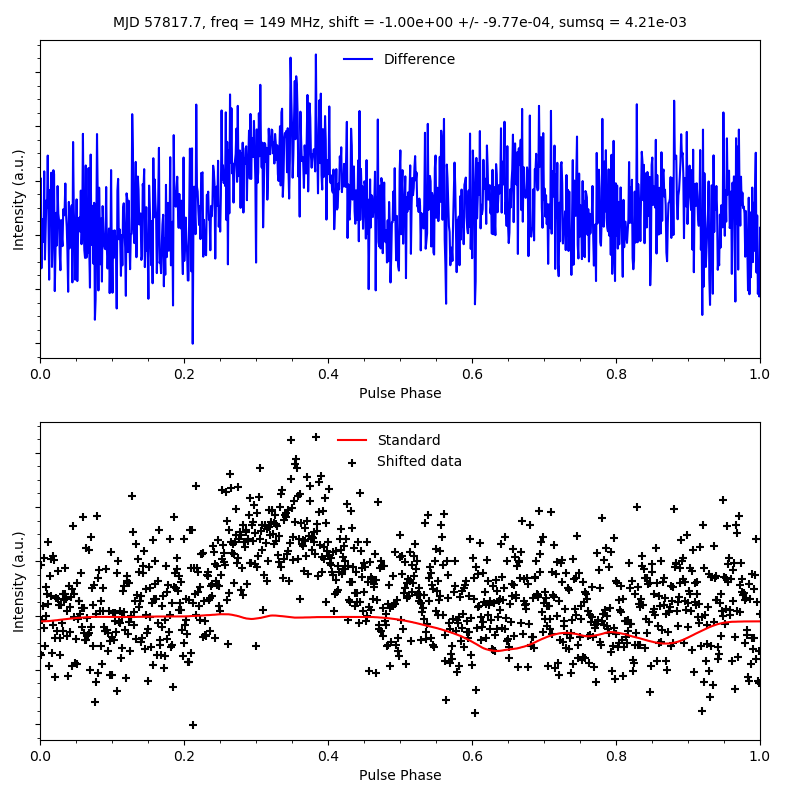 MJD 57817.7, freq = 149 MHz, shift = -1.00e+00 +/- -9.77e-04, sumsq = 4.21e-03
Difference
Intensity (a.u.)
0.0 0.2 0.4 0.6 0.8 1.0
Pulse Phase
Standard
Shifted data
Intensity (a.u.)
0.0 0.2 0.4 0.6 0.8 1.0
Pulse Phase